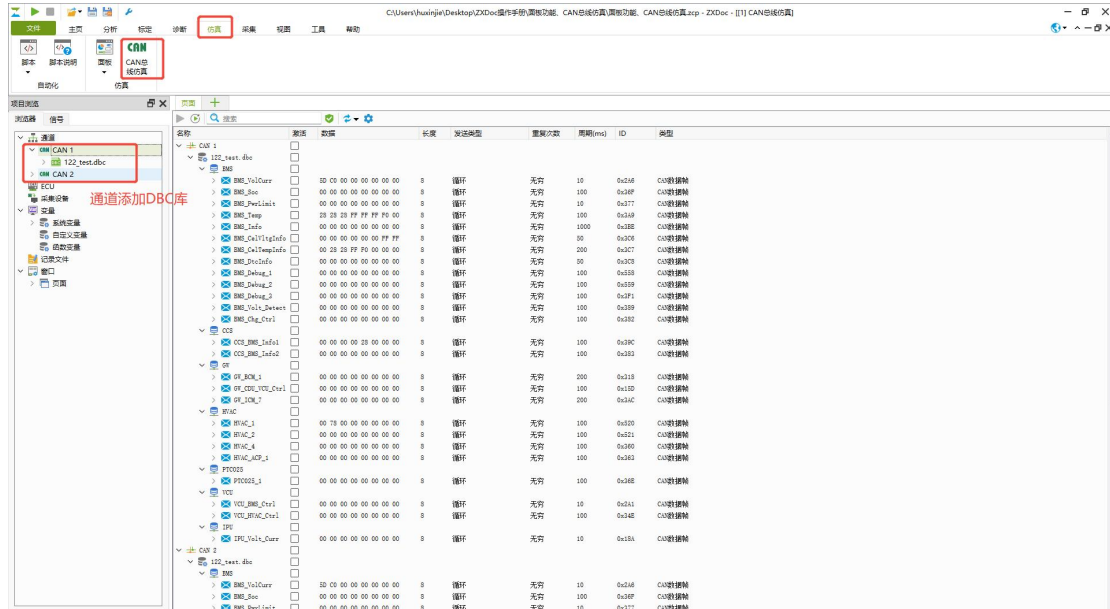 C:\Users\huxinjie\Desktop\ZXDoc操作手册\面板功能、CAN总线仿真\面板功能、CAN总线仿真.zcp - ZXDoc - [[1] CAN总线仿真]
文件 主页 分析 标定 诊断 仿真 采集 视图 工具 帮助
脚本 脚本说明 面板 CAN总线仿真
自动化 仿真
项目浏览 页面
浏览器 信号 搜索
名称 激活 数据 长度 发送类型 重复次数 周期(ms) ID 类型
通道
CAN 1
122_test.dbc
CAN 2
ECU
采集设备
通道添加DBC库
变量
系统变量
自定义变量
函数变量
记录文件
窗口
页面
CAN 1
122_test.dbc
BMS
BMS_VolCurr 5D C0 00 00 00 00 00 00 8 循环 无穷 10 0x2A6 CAN数据帧
BMS_Soc 00 00 00 00 00 00 00 00 8 循环 无穷 100 0x36F CAN数据帧
BMS_PwrLimit 00 00 00 00 00 00 00 00 8 循环 无穷 10 0x377 CAN数据帧
BMS_Temp 28 28 28 FF FF FF F0 00 8 循环 无穷 100 0x3A9 CAN数据帧
BMS_Info 00 00 00 00 00 00 00 00 8 循环 无穷 1000 0x3BE CAN数据帧
BMS_CelVltgInfo 00 00 00 00 00 00 FF FF 8 循环 无穷 50 0x3C6 CAN数据帧
BMS_CelTempInfo 00 28 28 FF F0 00 00 00 8 循环 无穷 200 0x3C7 CAN数据帧
BMS_DtcInfo 00 00 00 00 00 00 00 00 8 循环 无穷 50 0x3C8 CAN数据帧
BMS_Debug_1 00 00 00 00 00 00 00 00 8 循环 无穷 100 0x558 CAN数据帧
BMS_Debug_2 00 00 00 00 00 00 00 00 8 循环 无穷 100 0x559 CAN数据帧
BMS_Debug_3 00 00 00 00 00 00 00 00 8 循环 无穷 100 0x3F1 CAN数据帧
BMS_Volt_Detect 00 00 00 00 00 00 00 00 8 循环 无穷 100 0x389 CAN数据帧
BMS_Chg_Ctrl 00 00 00 00 00 00 00 00 8 循环 无穷 100 0x382 CAN数据帧
CCS
CCS_BMS_Info1 00 00 00 00 28 00 00 00 8 循环 无穷 100 0x39C CAN数据帧
CCS_BMS_Info2 00 00 00 00 00 00 00 00 8 循环 无穷 100 0x383 CAN数据帧
GW
GW_BCM_1 00 00 00 00 00 00 00 00 8 循环 无穷 200 0x318 CAN数据帧
GW_CDU_VCU_Ctrl 00 00 00 00 00 00 00 00 8 循环 无穷 100 0x15D CAN数据帧
GW_ICM_7 00 00 00 00 00 00 00 00 8 循环 无穷 200 0x3AC CAN数据帧
HVAC
HVAC_1 00 78 00 00 00 00 00 00 8 循环 无穷 100 0x520 CAN数据帧
HVAC_2 00 00 00 00 00 00 00 00 8 循环 无穷 100 0x521 CAN数据帧
HVAC_4 00 00 00 00 00 00 00 00 8 循环 无穷 100 0x360 CAN数据帧
HVAC_ACP_1 00 00 00 00 00 00 00 00 8 循环 无穷 100 0x363 CAN数据帧
PTC025
PTC025_1 00 00 00 00 00 00 00 00 8 循环 无穷 100 0x36E CAN数据帧
VCU
VCU_BMS_Ctrl 00 00 00 00 00 00 00 00 8 循环 无穷 10 0x2A1 CAN数据帧
VCU_HVAC_Ctrl 00 00 00 00 00 00 00 00 8 循环 无穷 100 0x34E CAN数据帧
IPU
IPU_Volt_Curr 00 00 00 00 00 00 00 00 8 循环 无穷 10 0x18A CAN数据帧
CAN 2
122_test.dbc
BMS
BMS_VolCurr 5D C0 00 00 00 00 00 00 8 循环 无穷 10 0x2A6 CAN数据帧
BMS_Soc 00 00 00 00 00 00 00 00 8 循环 无穷 100 0x36F CAN数据帧
BMS_PwrLimit 00 00 00 00 00 00 00 00 8 循环 无穷 10 0x377 CAN数据帧